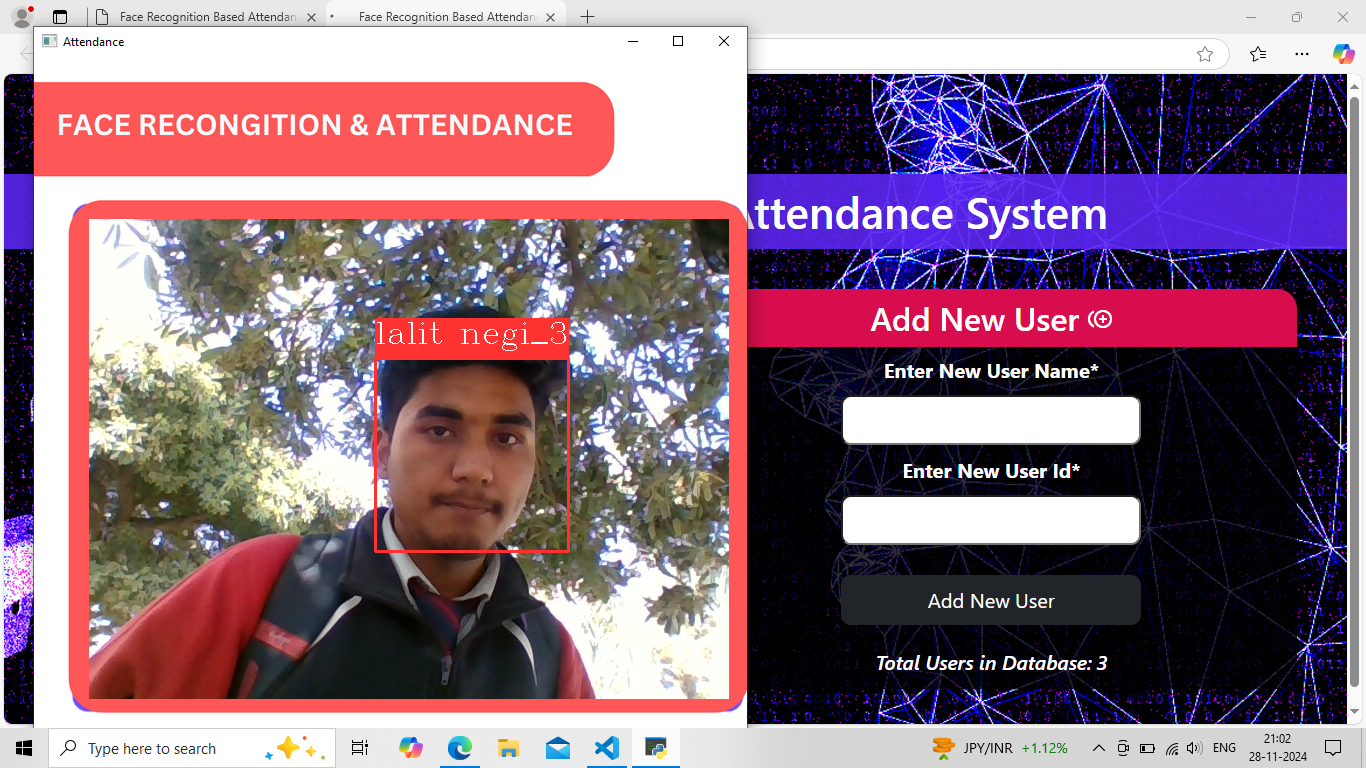 Face Recognition Based Attendan
Face Recognition Based Attendan
Attendance
FACE RECONGITION & ATTENDANCE
lalit negi_3
Attendance System
Add New User
Enter New User Name*
Enter New User Id*
Add New User
Total Users in Database: 3
Type here to search
JPY/INR +1.12%
ENG
21:02
28-11-2024